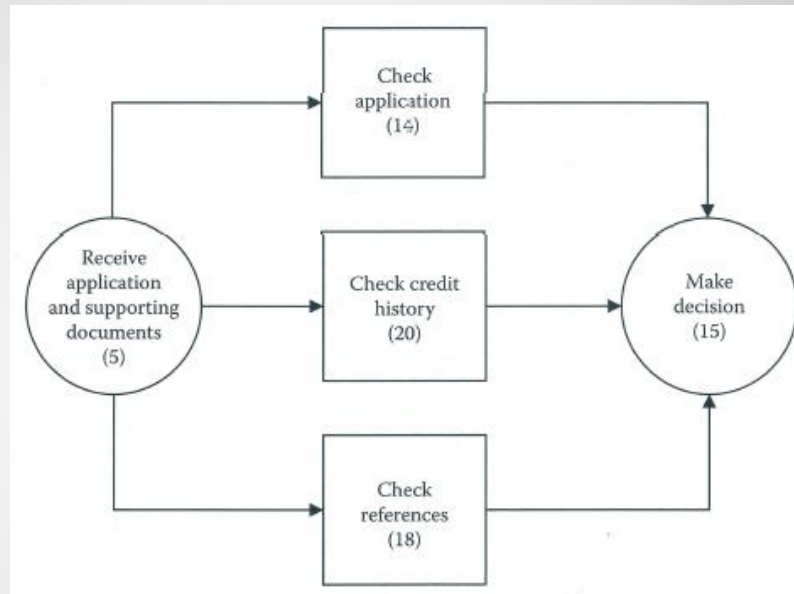 Check
application
(14)
Receive
application
and supporting
documents
(5)
Check credit
history
(20)
Make
decision
(15)
Check
references
(18)